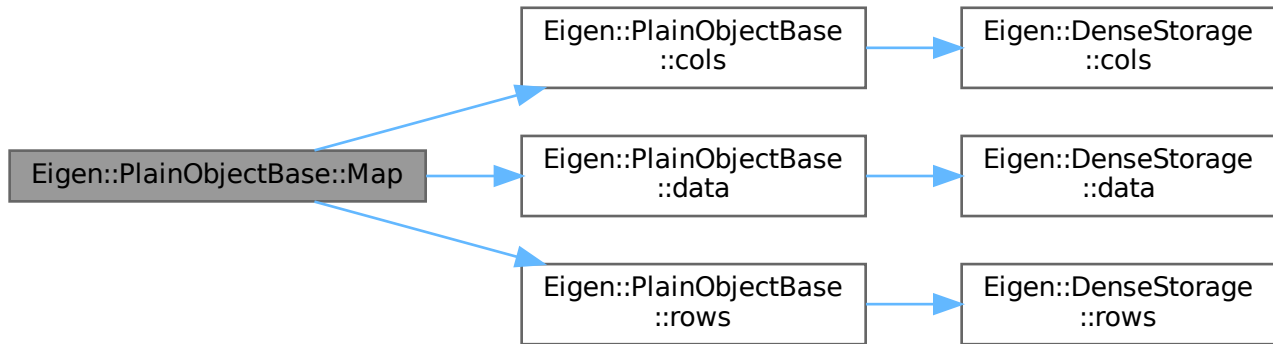 Eigen::PlainObjectBase::Map
Eigen::PlainObjectBase
::cols
Eigen::DenseStorage
::cols
Eigen::PlainObjectBase
::data
Eigen::DenseStorage
::data
Eigen::PlainObjectBase
::rows
Eigen::DenseStorage
::rows